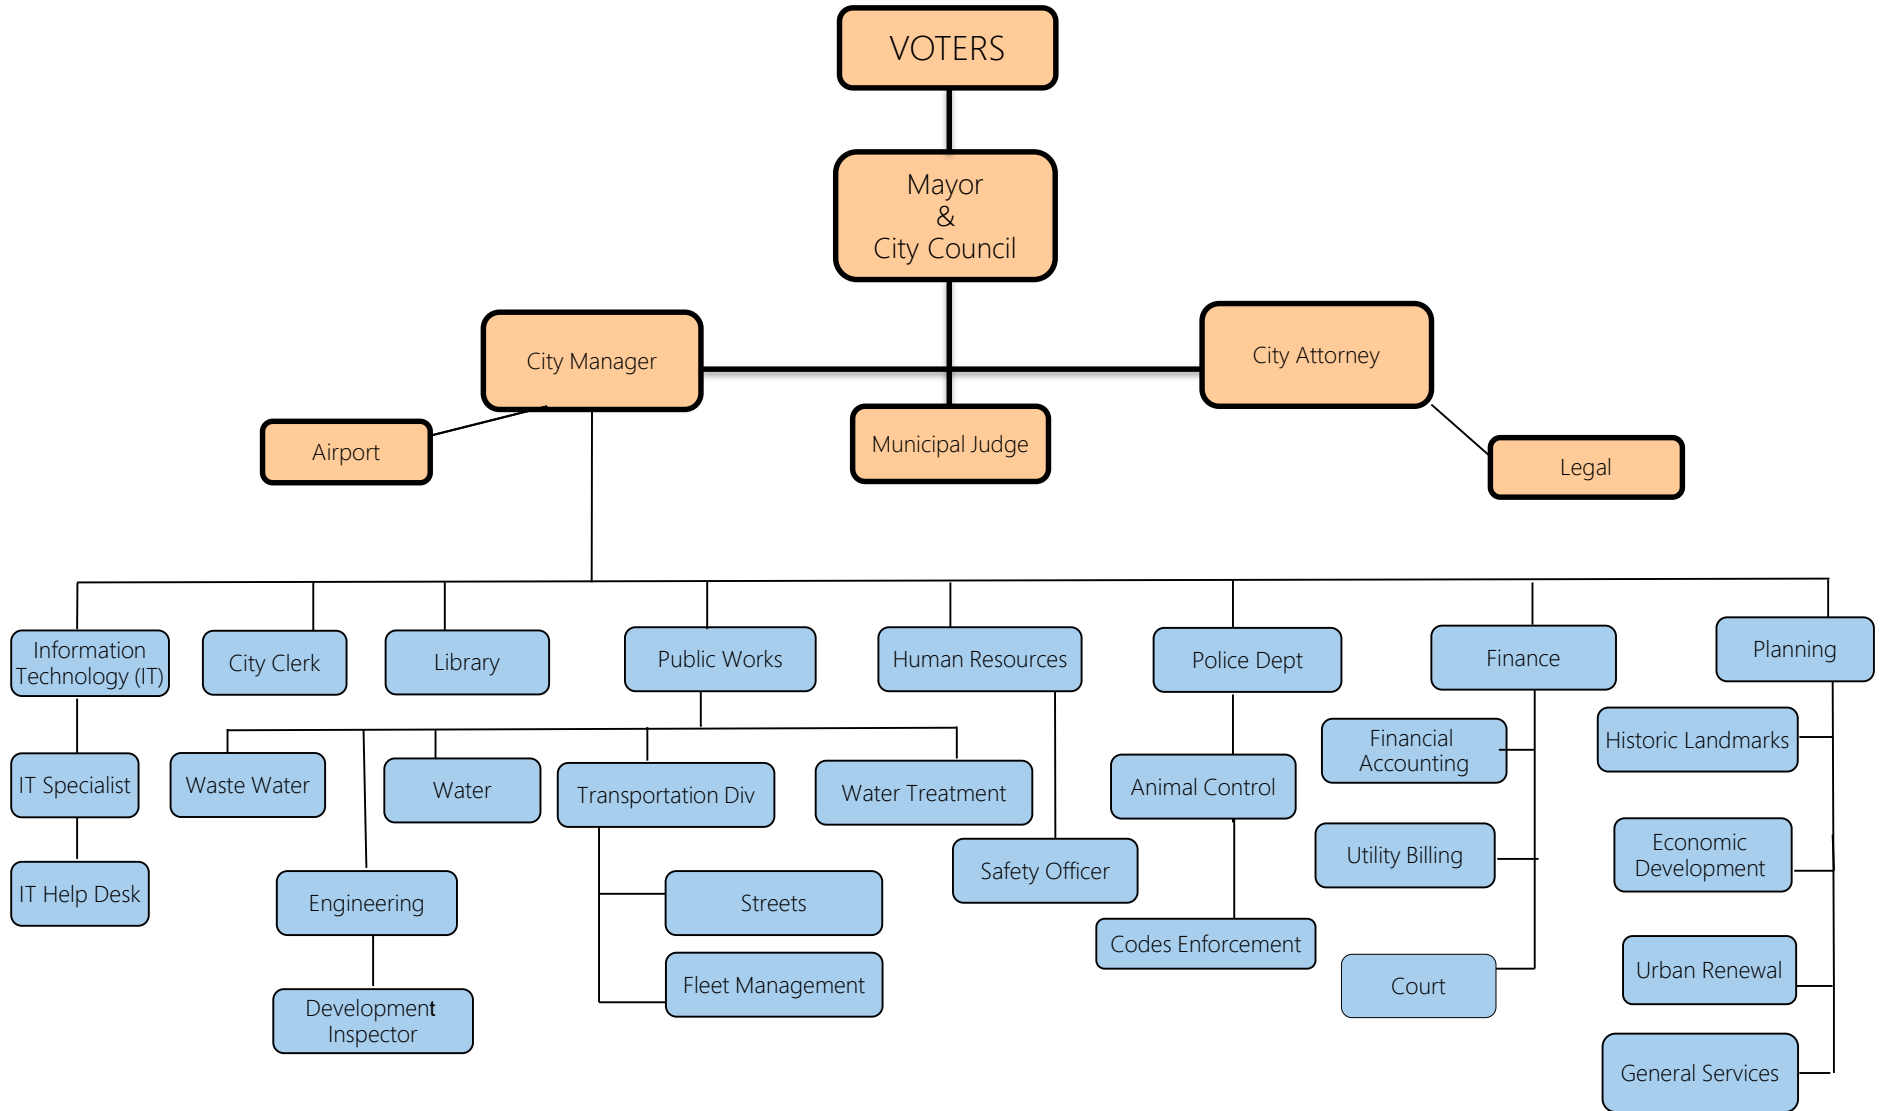 VOTERS
Mayor
&
City Council
City Manager
City Attorney
Airport
Municipal Judge
Legal
Information
Technology (IT)
City Clerk
Library
Public Works
Human Resources
Police Dept
Finance
Planning
IT Specialist
Waste Water
Water
Transportation Div
Water Treatment
Animal Control
Financial
Accounting
Historic Landmarks
IT Help Desk
Engineering
Streets
Safety Officer
Utility Billing
Economic
Development
Codes Enforcement
Development
Inspector
Fleet Management
Court
Urban Renewal
General Services